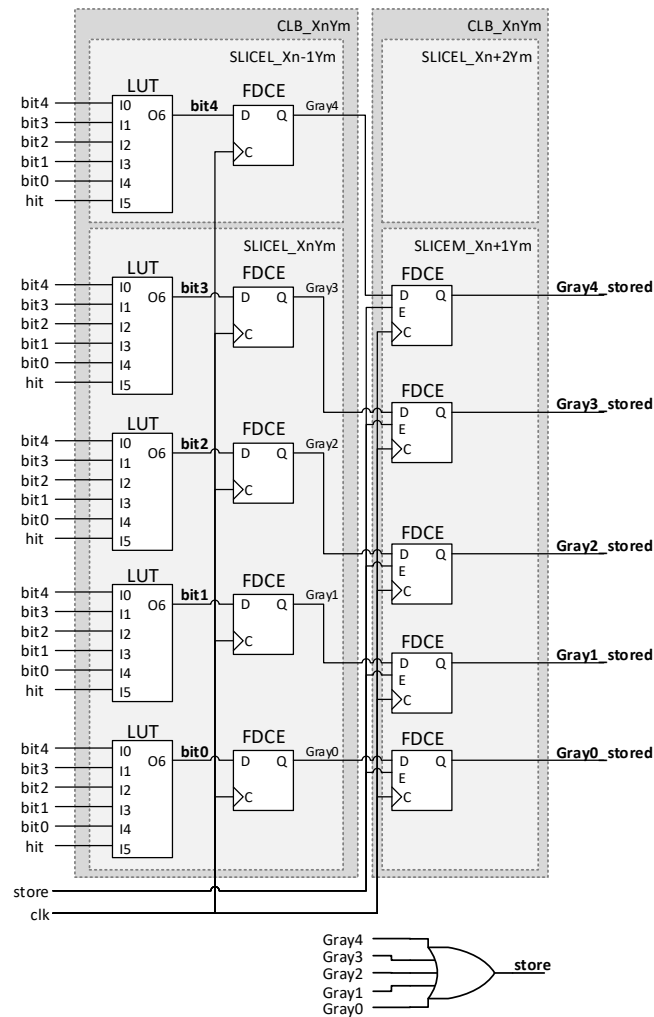 CLB_XnYm
CLB_XnYm
SLICEL_Xn-1Ym
SLICEL_Xn+2Ym
LUT
FDCE
bit4
bit3
bit2
bit1
bit0
hit
I0
I1
I2
I3
I4
I5
O6
bit4
D
Q
C
Gray4
SLICEL_XnYm
SLICEM_Xn+1Ym
LUT
FDCE
FDCE
bit4
bit3
bit2
bit1
bit0
hit
I0
I1
I2
I3
I4
I5
O6
bit3
D
Q
C
Gray3
D
Q
E
C
Gray4_stored
LUT
FDCE
FDCE
bit4
bit3
bit2
bit1
bit0
hit
I0
I1
I2
I3
I4
I5
O6
bit2
D
Q
C
Gray2
D
Q
E
C
Gray3_stored
LUT
FDCE
FDCE
bit4
bit3
bit2
bit1
bit0
hit
I0
I1
I2
I3
I4
I5
O6
bit1
D
Q
C
Gray1
D
Q
E
C
Gray2_stored
FDCE
D
Q
E
C
Gray1_stored
LUT
FDCE
FDCE
bit4
bit3
bit2
bit1
bit0
hit
I0
I1
I2
I3
I4
I5
O6
bit0
D
Q
C
Gray0
D
Q
E
C
Gray0_stored
store
clk
Gray4
Gray3
Gray2
Gray1
Gray0
store